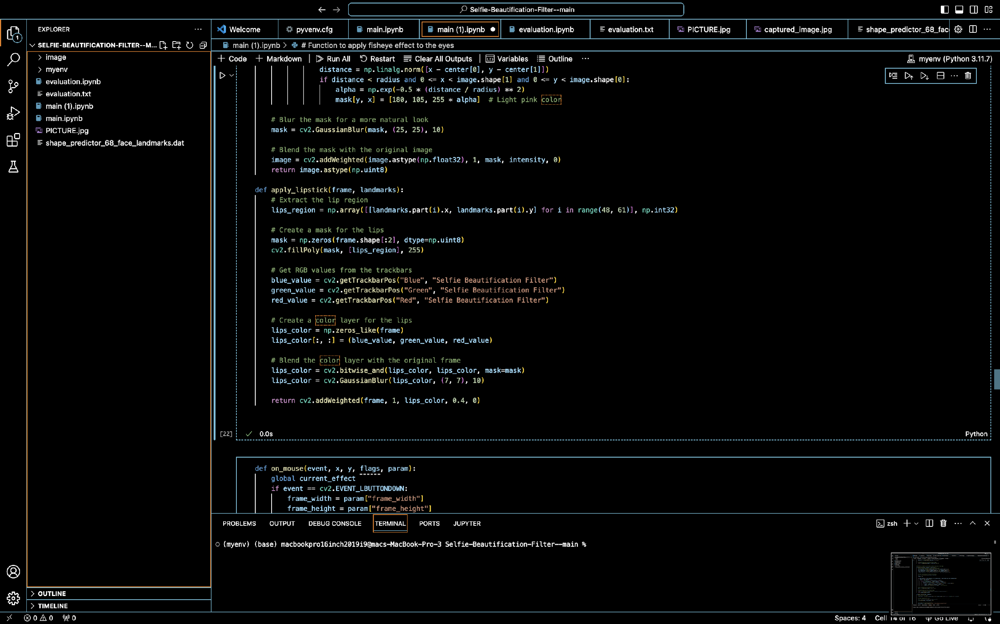 Selfie-Beautification-Filter--main
EXPLORER
SELFIE-BEAUTIFICATION-FILTER--M...
image
myenv
evaluation.ipynb
evaluation.txt
main (1).ipynb
main.ipynb
PICTURE.jpg
shape_predictor_68_face_landmarks.dat
OUTLINE
TIMELINE
Welcome
pyvenv.cfg
main.ipynb
main (1).ipynb
evaluation.ipynb
evaluation.txt
PICTURE.jpg
captured_image.jpg
shape_predictor_68_fac
main (1).ipynb > # Function to apply fisheye effect to the eyes
+ Code + Markdown Run All Restart Clear All Outputs Variables Outline ...
myenv (Python 3.11.7)
distance = np.linalg.norm([x - center[0], y - center[1]])
if distance < radius and 0 <= x < image.shape[1] and 0 <= y < image.shape[0]:
alpha = np.exp(-0.5 * (distance / radius) ** 2)
mask[y, x] = [180, 105, 255 * alpha]  # Light pink color
# Blur the mask for a more natural look
mask = cv2.GaussianBlur(mask, (25, 25), 10)
# Blend the mask with the original image
image = cv2.addWeighted(image.astype(np.float32), 1, mask, intensity, 0)
return image.astype(np.uint8)
def apply_lipstick(frame, landmarks):
# Extract the lip region
lips_region = np.array([[landmarks.part(i).x, landmarks.part(i).y] for i in range(48, 61)], np.int32)
# Create a mask for the lips
mask = np.zeros(frame.shape[:2], dtype=np.uint8)
cv2.fillPoly(mask, [lips_region], 255)
# Get RGB values from the trackbars
blue_value = cv2.getTrackbarPos("Blue", "Selfie Beautification Filter")
green_value = cv2.getTrackbarPos("Green", "Selfie Beautification Filter")
red_value = cv2.getTrackbarPos("Red", "Selfie Beautification Filter")
# Create a color layer for the lips
lips_color = np.zeros_like(frame)
lips_color[:, :] = (blue_value, green_value, red_value)
# Blend the color layer with the original frame
lips_color = cv2.bitwise_and(lips_color, lips_color, mask=mask)
lips_color = cv2.GaussianBlur(lips_color, (7, 7), 10)
return cv2.addWeighted(frame, 1, lips_color, 0.4, 0)
[22] 0.0s
Python
def on_mouse(event, x, y, flags, param):
global current_effect
if event == cv2.EVENT_LBUTTONDOWN:
frame_width = param["frame_width"]
frame_height = param["frame_height"]
PROBLEMS OUTPUT DEBUG CONSOLE TERMINAL PORTS JUPYTER
zsh
(myenv) (base) macbookpro16inch2019i9@macs-MacBook-Pro-3 Selfie-Beautification-Filter--main %
0 0 0
Spaces: 4 Cell 14 of 16 Go Live
1